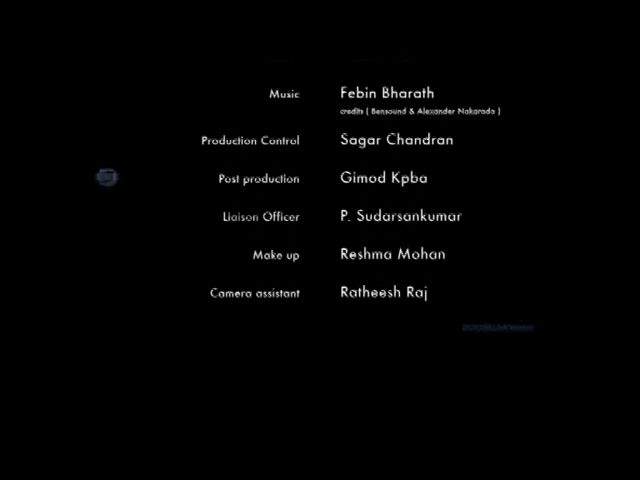 Music Febin Bharath
credits ( Bensound & Alexander Nakarada )
Production Control Sagar Chandran
Post production Gimod Kpba
Liaison Officer P. Sudarsankumar
Make up Reshma Mohan
Camera assistant Ratheesh Raj